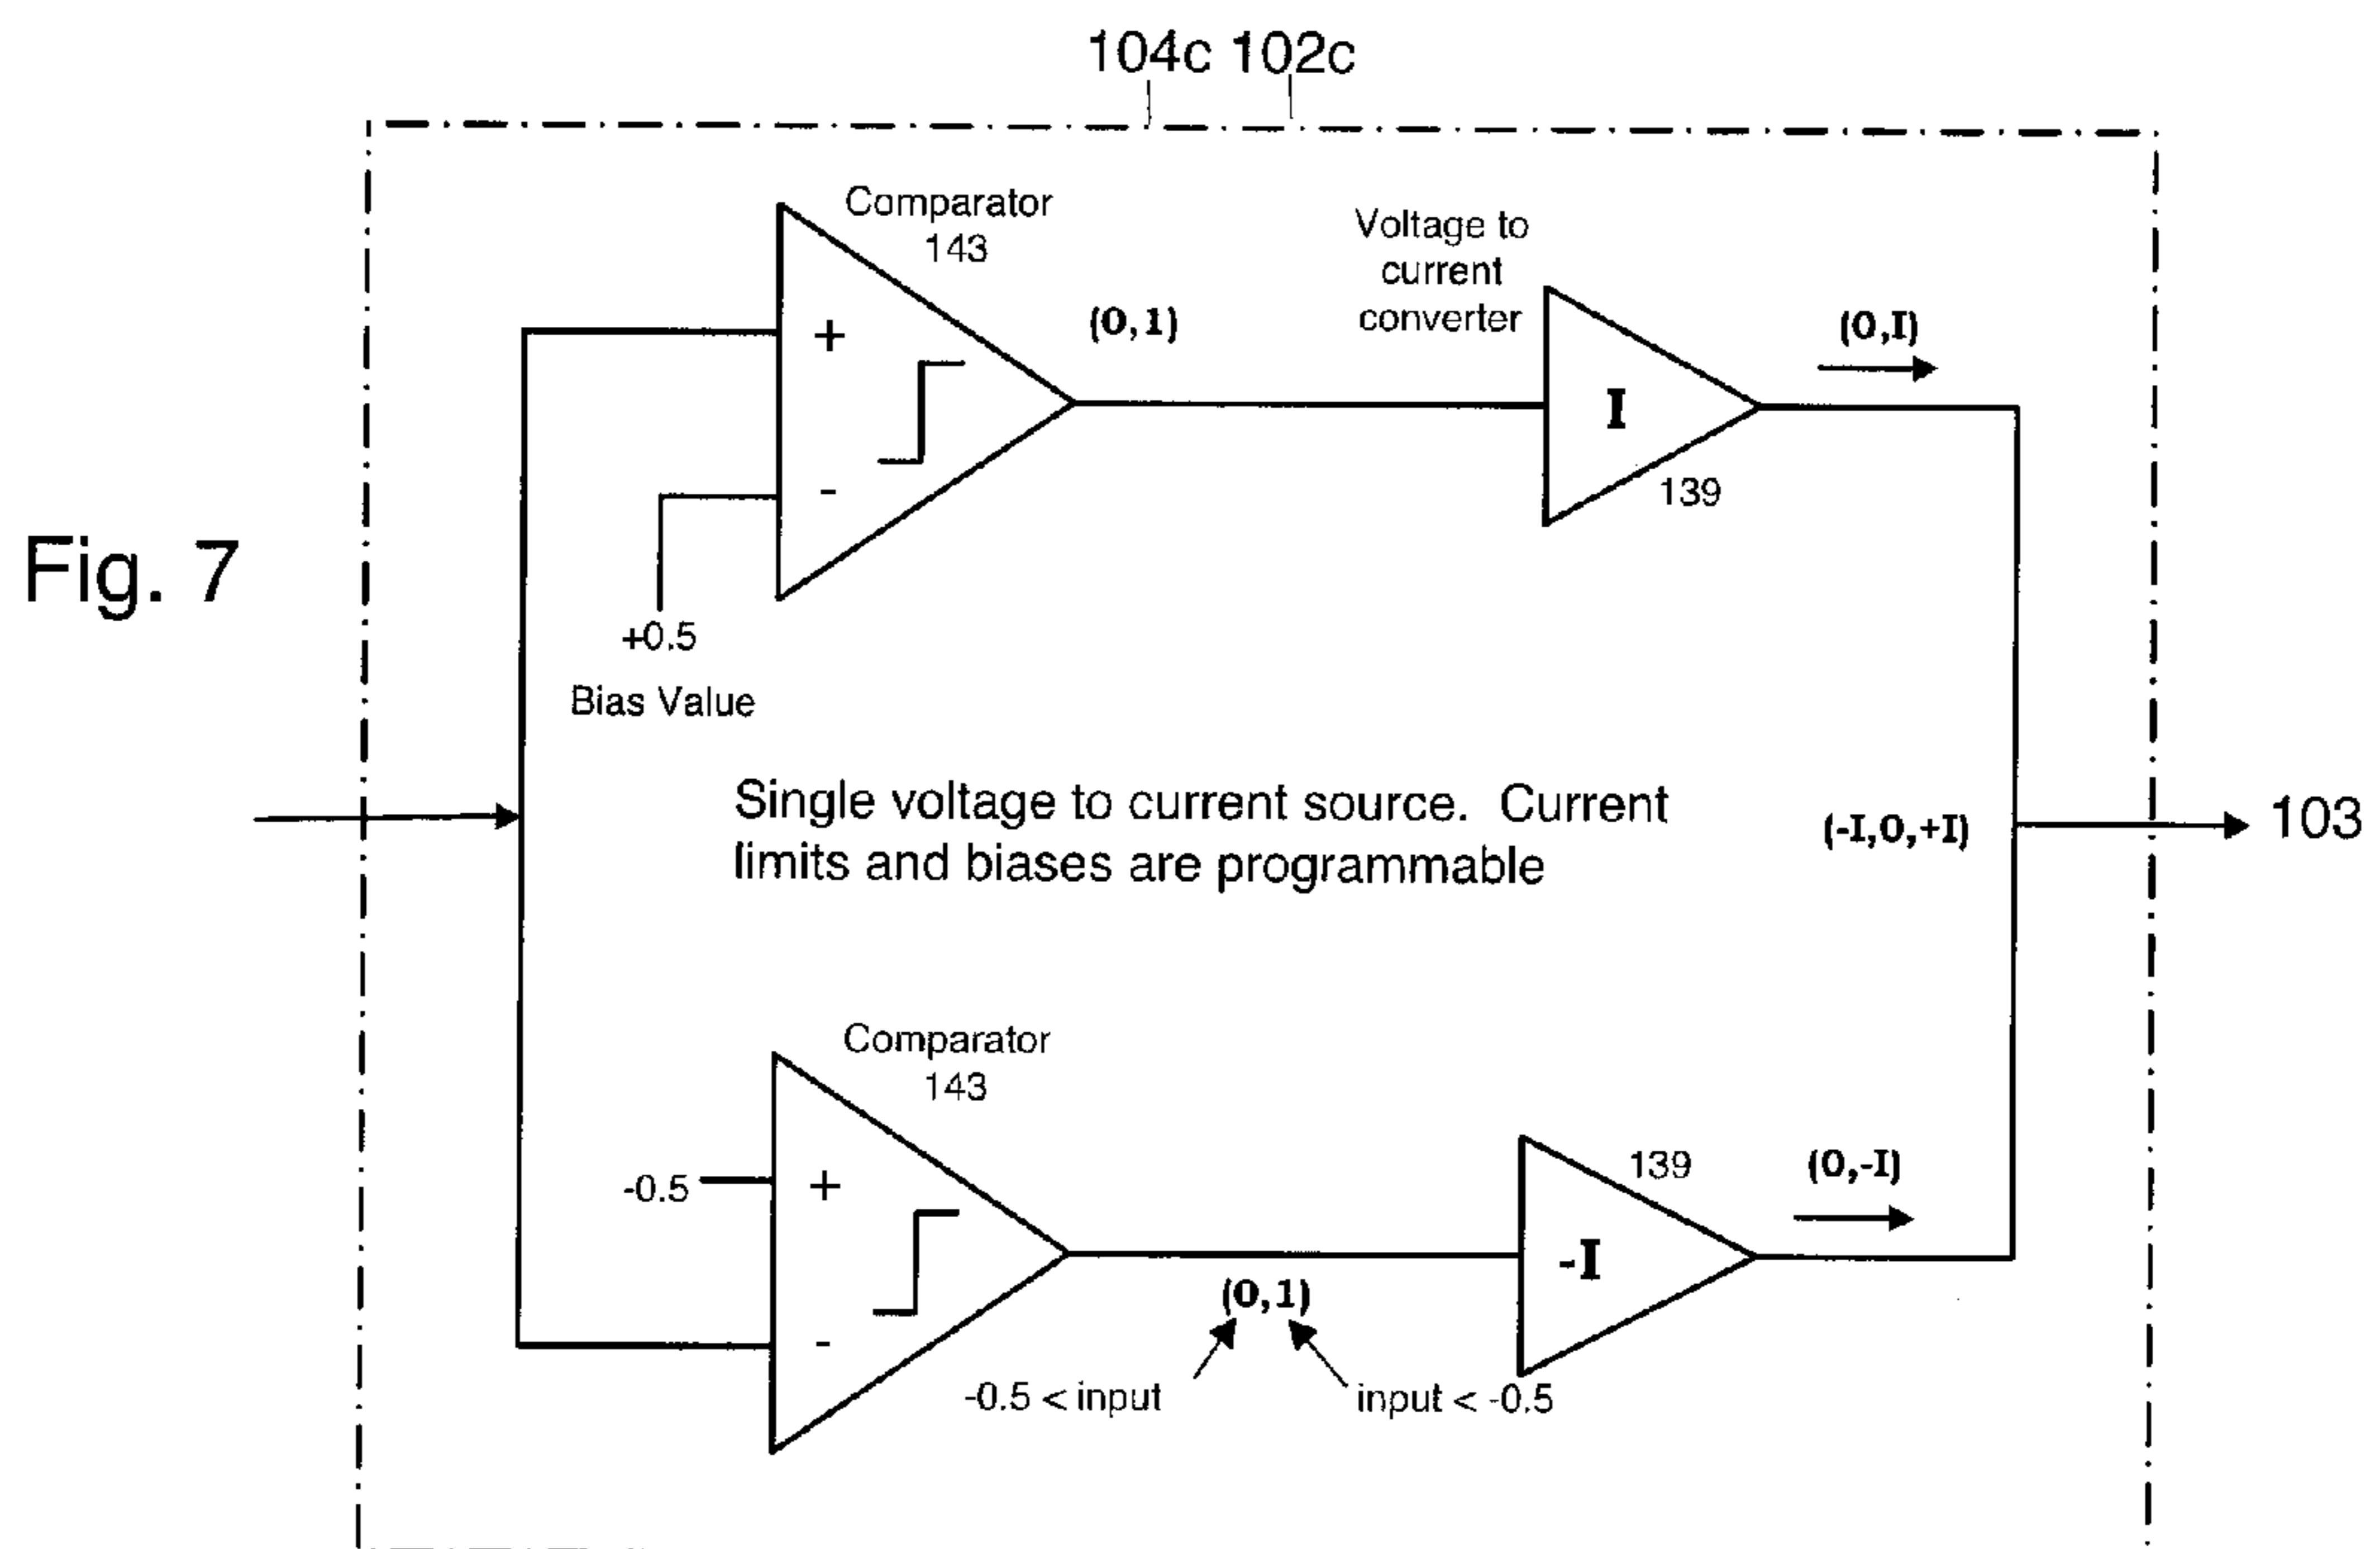 104c 102c
Comparator
143
Voltage to
current
converter
(0,1)
(0,I)
+
I
-
139
Fig. 7
+0.5
Bias Value
Single voltage to current source. Current
limits and biases are programmable
(-I,0,+I)
103
Comparator
143
139
(0,-I)
-0.5
+
-I
(0,1)
-
-0.5 < input
input < -0.5